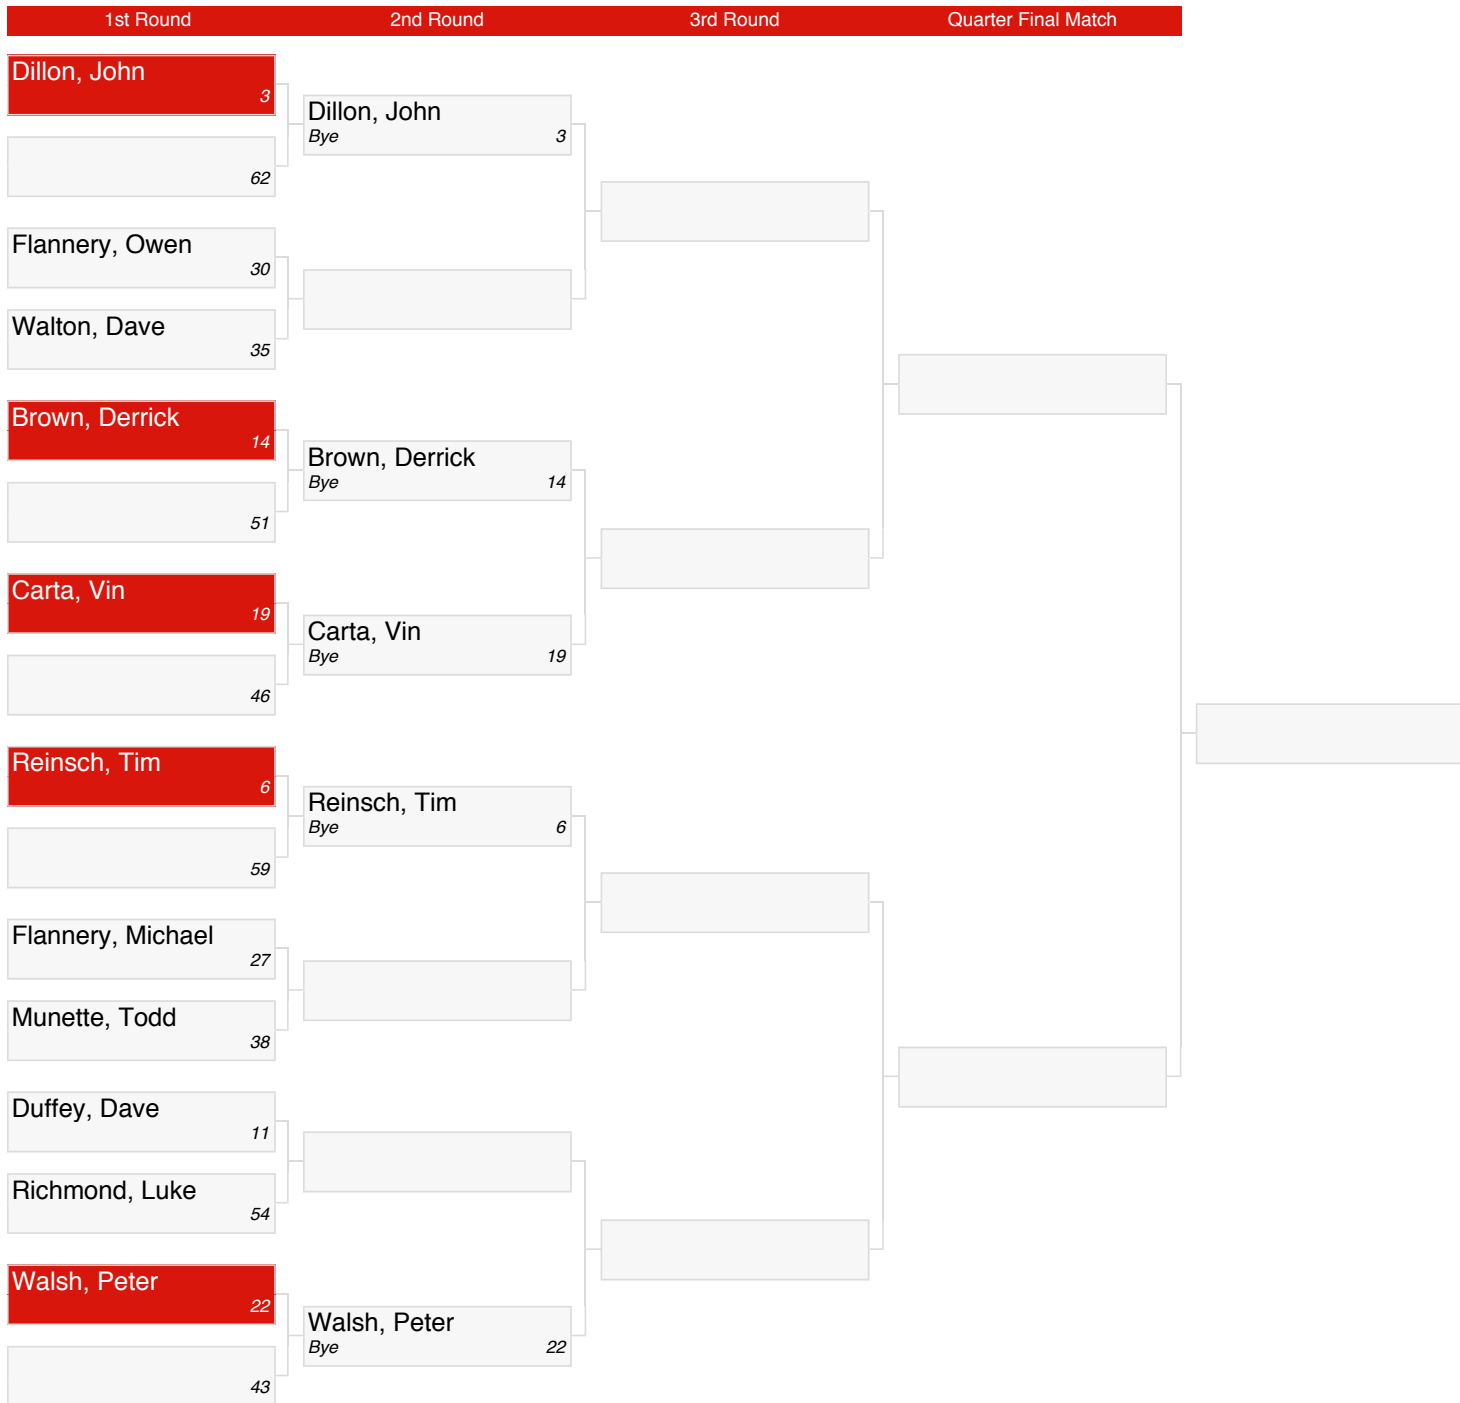 1st Round 2nd Round 3rd Round Quarter Final Match
Dillon, John
3
62
Dillon, John
Bye 3
Flannery, Owen
30
Walton, Dave
35
Brown, Derrick
14
51
Brown, Derrick
Bye 14
Carta, Vin
19
46
Carta, Vin
Bye 19
Reinsch, Tim
6
59
Reinsch, Tim
Bye 6
Flannery, Michael
27
Munette, Todd
38
Duffey, Dave
11
Richmond, Luke
54
Walsh, Peter
22
43
Walsh, Peter
Bye 22